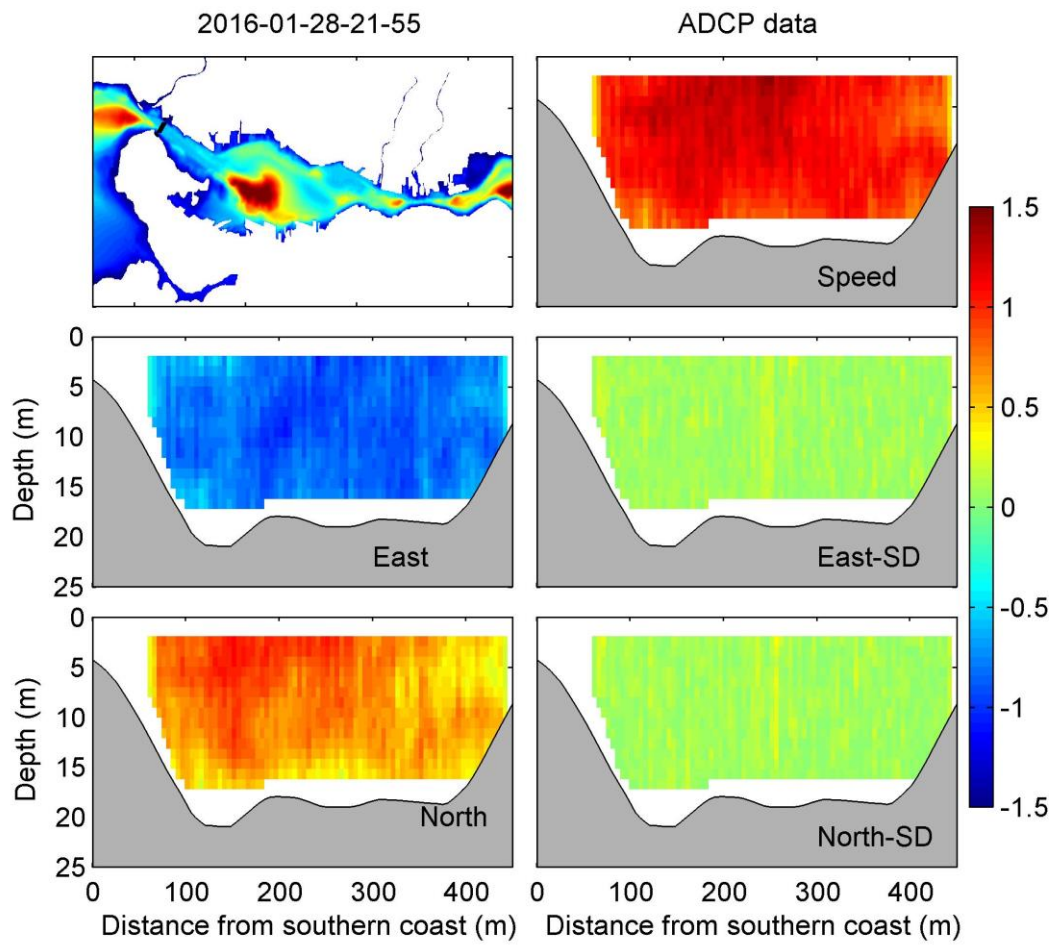 2016-01-28-21-55
ADCP data
Speed
1.5
1
0.5
0
-0.5
-1
-1.5
0
5
10
15
20
25
Depth (m)
East
East-SD
0
5
10
15
20
25
Depth (m)
North
North-SD
0 100 200 300 400
0 100 200 300 400
Distance from southern coast (m)
Distance from southern coast (m)